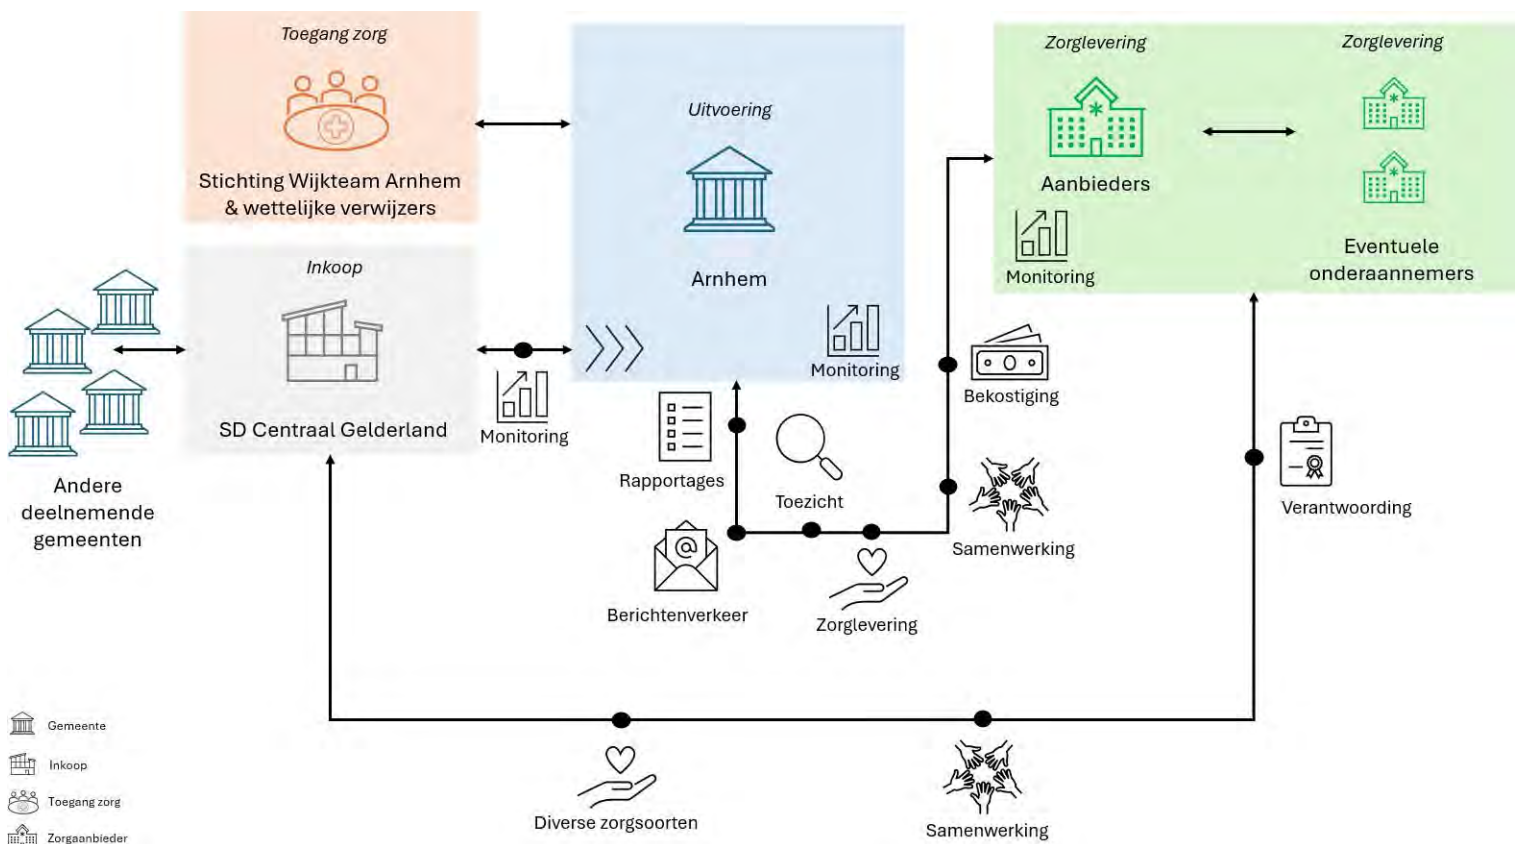 Toegang zorg
Stichting Wijkteam Arnhem
& wettelijke verwijzers
Inkoop
SD Centraal Gelderland
Andere
deelnemende
gemeenten
Monitoring
Uitvoering
Arnhem
Monitoring
Rapportages
Toezicht
Berichtenverkeer
Zorglevering
Bekostiging
Samenwerking
Zorglevering
Aanbieders
Monitoring
Zorglevering
Eventuele
onderaannemers
Verantwoording
Diverse zorgsoorten
Samenwerking
Gemeente
Inkoop
Toegang zorg
Zorgaanbieder